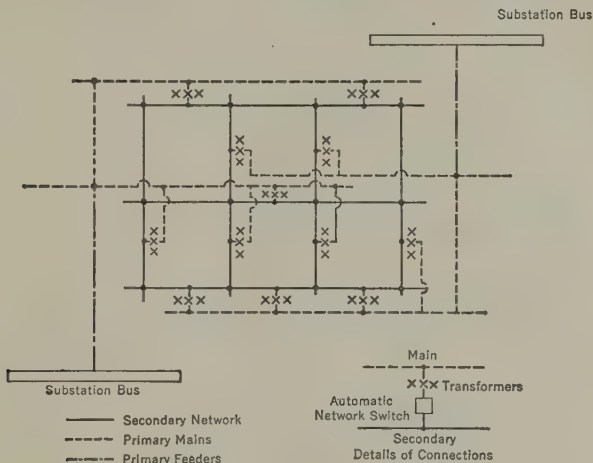 Substation Bus
Substation Bus
Main
Transformers
Automatic
Network Switch
Secondary
Details of Connections
Secondary Network
Primary Mains
Primary Feeders